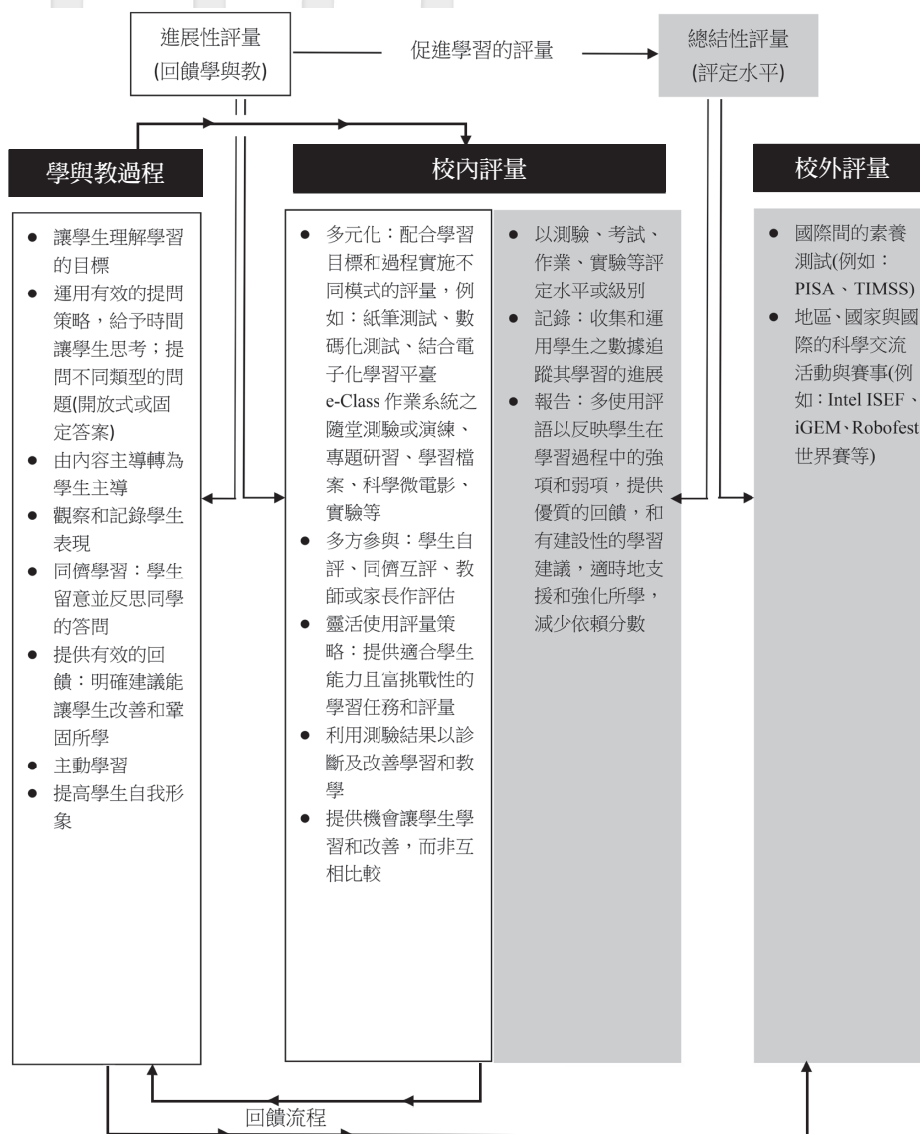 進展性評量
(回饋學與教)
促進學習的評量
總結性評量
(評定水平)
學與教過程
校內評量
校外評量
● 讓學生理解學習
的目標
● 運用有效的提問
策略，給予時間
讓學生思考；提
問不同類型的問
題(開放式或固
定答案)
● 由內容主導轉為
學生主導
● 觀察和記錄學生
表現
● 同儕學習：學生
留意並反思同學
的答問
● 提供有效的回
饋：明確建議能
讓學生改善和鞏
固所學
● 主動學習
● 提高學生自我形
象
● 多元化：配合學習
目標和過程實施不
同模式的評量，例
如：紙筆測試、數
碼化測試、結合電
子化學習平臺
e-Class 作業系統之
隨堂測驗或演練、
專題研習、學習檔
案、科學微電影、
實驗等
● 多方參與：學生自
評、同儕互評、教
師或家長作評估
● 靈活使用評量策
略：提供適合學生
能力且富挑戰性的
學習任務和評量
● 利用測驗結果以診
斷及改善學習和教
學
● 提供機會讓學生學
習和改善，而非互
相比較
● 以測驗、考試、
作業、實驗等評
定水平或級別
● 記錄：收集和運
用學生之數據追
蹤其學習的進展
● 報告：多使用評
語以反映學生在
學習過程中的強
項和弱項，提供
優質的回饋，和
有建設性的學習
建議，適時地支
援和強化所學，
減少依賴分數
● 國際間的素養
測試(例如：
PISA、TIMSS)
● 地區、國家與國
際的科學交流
活動與賽事(例
如：Intel ISEF、
iGEM、Robofest
世界賽等)
回饋流程